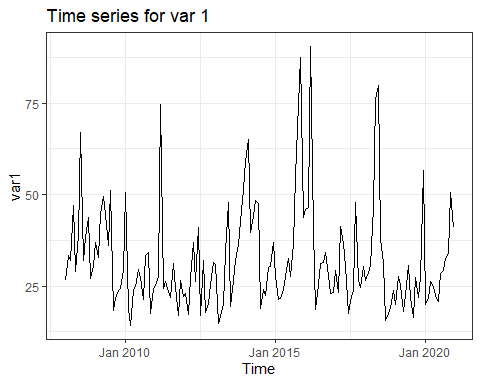 Time series for var 1
var1
75
50
25
Jan 2010
Jan 2015
Jan 2020
Time